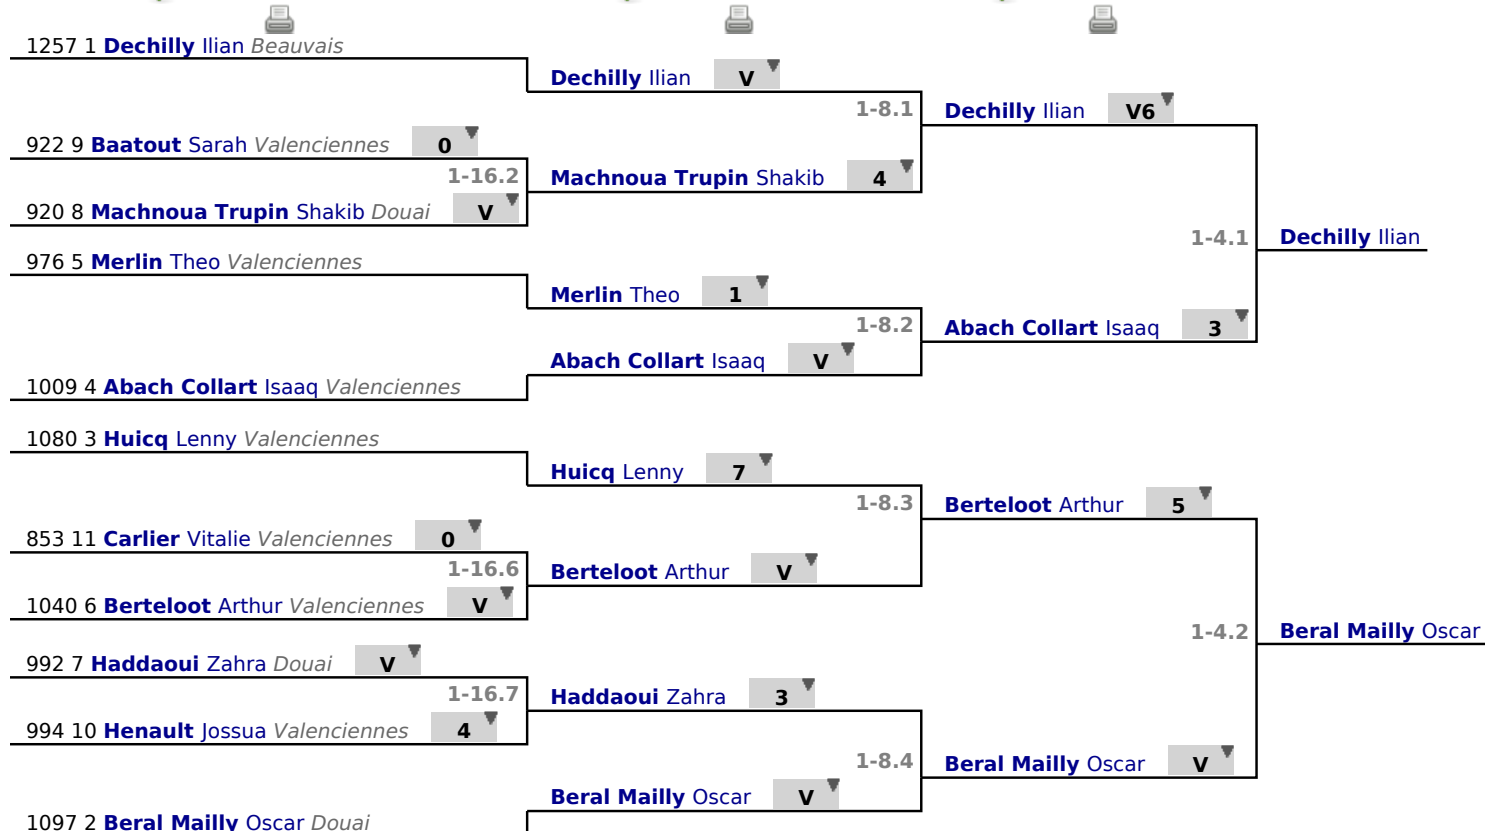 1257 1 Dechilly Ilian Beauvais
922 9 Baatout Sarah Valenciennes 0
1-16.2
920 8 Machnoua Trupin Shakib Douai V
976 5 Merlin Theo Valenciennes
1009 4 Abach Collart Isaaq Valenciennes
1080 3 Huicq Lenny Valenciennes
853 11 Carlier Vitalie Valenciennes 0
1-16.6
1040 6 Berteloot Arthur Valenciennes V
992 7 Haddaoui Zahra Douai V
1-16.7
994 10 Henault Jossua Valenciennes 4
1097 2 Beral Mailly Oscar Douai
Dechilly Ilian V
1-8.1
Machnoua Trupin Shakib 4
Merlin Theo 1
1-8.2
Abach Collart Isaaq V
Huicq Lenny 7
1-8.3
Berteloot Arthur V
Haddaoui Zahra 3
1-8.4
Beral Mailly Oscar V
Dechilly Ilian V6
1-4.1
Abach Collart Isaaq 3
Berteloot Arthur 5
1-4.2
Beral Mailly Oscar V
Dechilly Ilian
Beral Mailly Oscar